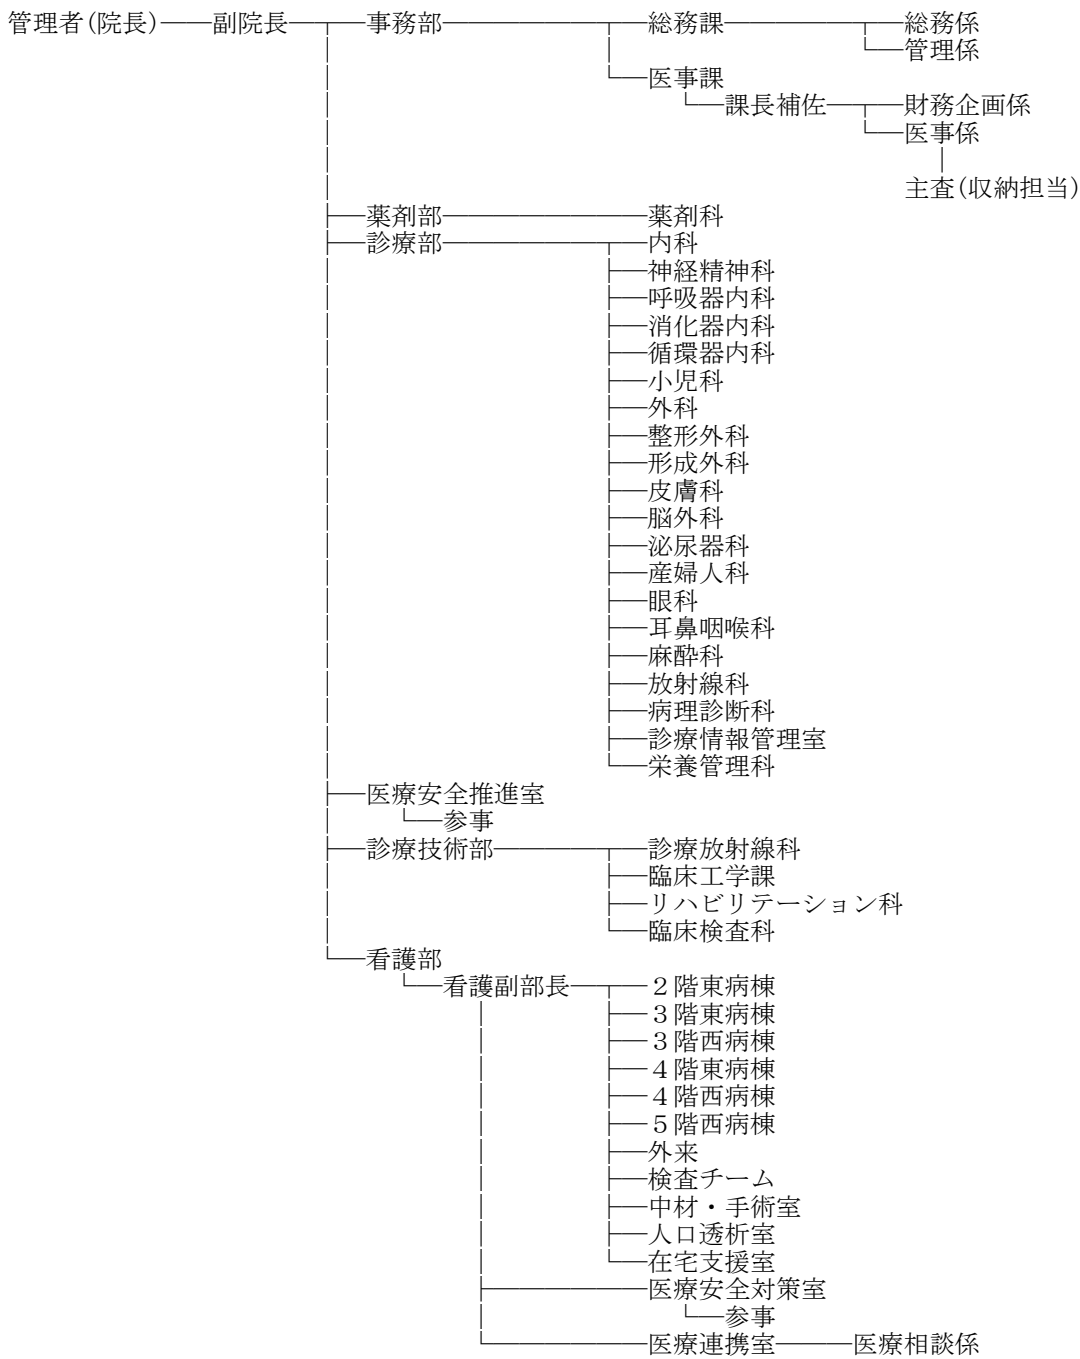 管理者(院長) 副院長 事務部 総務課 総務係
管理係
医事課
課長補佐 財務企画係
医事係
主査(収納担当)
薬剤部 薬剤科
診療部 内科
神経精神科
呼吸器内科
消化器内科
循環器内科
小児科
外科
整形外科
形成外科
皮膚科
脳外科
泌尿器科
産婦人科
眼科
耳鼻咽喉科
麻酔科
放射線科
病理診断科
診療情報管理室
栄養管理科
医療安全推進室
参事
診療技術部 診療放射線科
臨床工学課
リハビリテーション科
臨床検査科
看護部
看護副部長 2階東病棟
3階東病棟
3階西病棟
4階東病棟
4階西病棟
5階西病棟
外来
検査チーム
中材・手術室
人口透析室
在宅支援室
医療安全対策室
参事
医療連携室 医療相談係